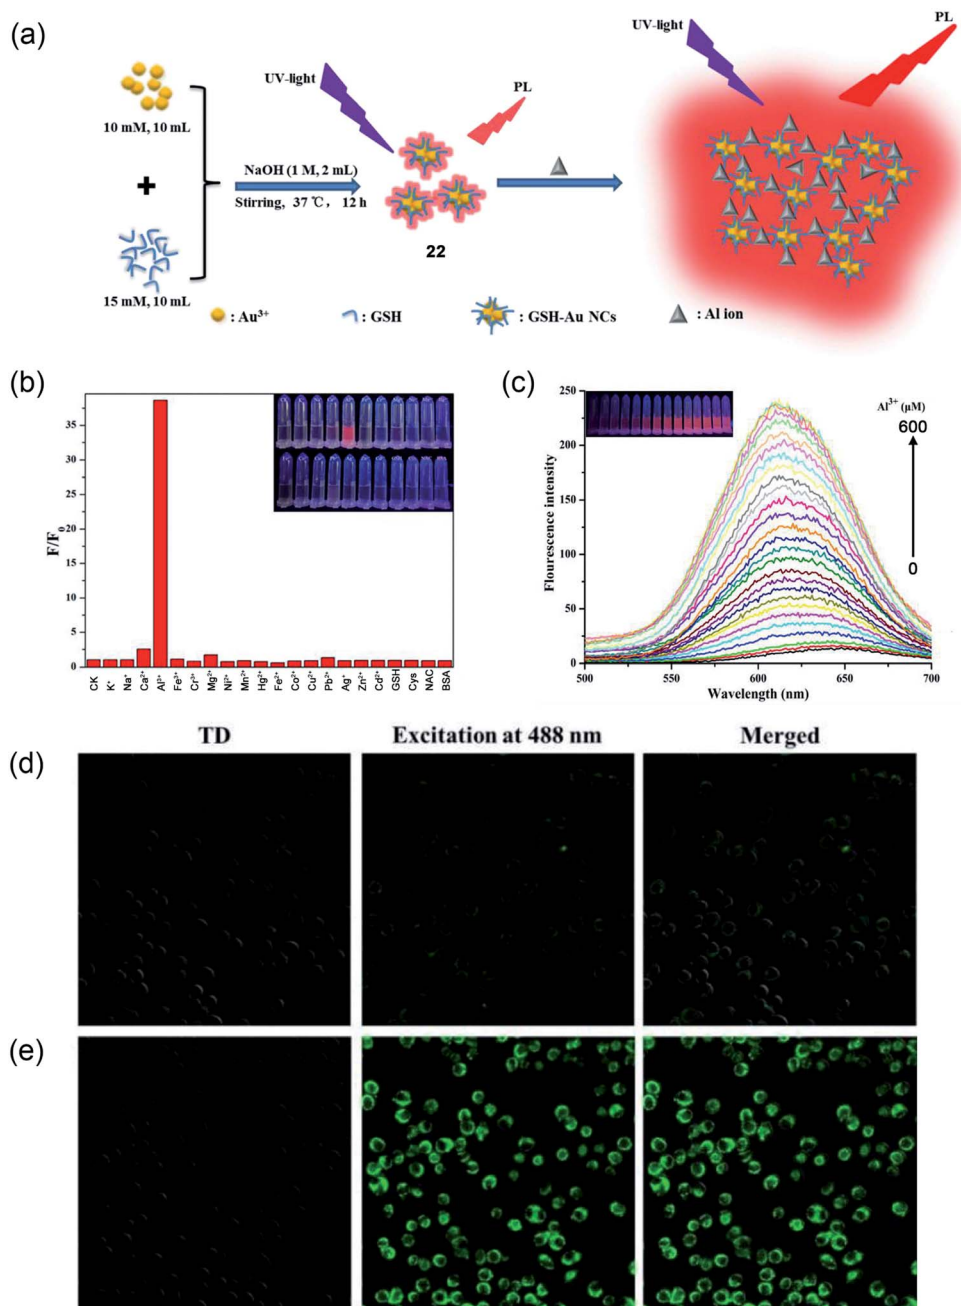 (a)
UV-light
PL
UV-light
PL
10 mM, 10 mL
+
15 mM, 10 mL
NaOH (1 M, 2 mL)
Stirring, 37 ℃, 12 h
22
: Au³⁺
: GSH
: GSH-Au NCs
: Al ion
(b)
F/F₀
35
30
25
20
15
10
5
0
CK
K⁺
Na⁺
Ca²⁺
Al³⁺
Fe³⁺
Cr³⁺
Mg²⁺
Ni²⁺
Mn²⁺
Hg²⁺
Fe²⁺
Co²⁺
Cu²⁺
Pb²⁺
Ag⁺
Zn²⁺
Cd²⁺
GSH
Cys
NAC
BSA
(c)
Flourescence intensity
250
200
150
100
50
0
500
550
600
650
700
Wavelength (nm)
Al³⁺ (μM)
600
0
TD
Excitation at 488 nm
Merged
(d)
(e)